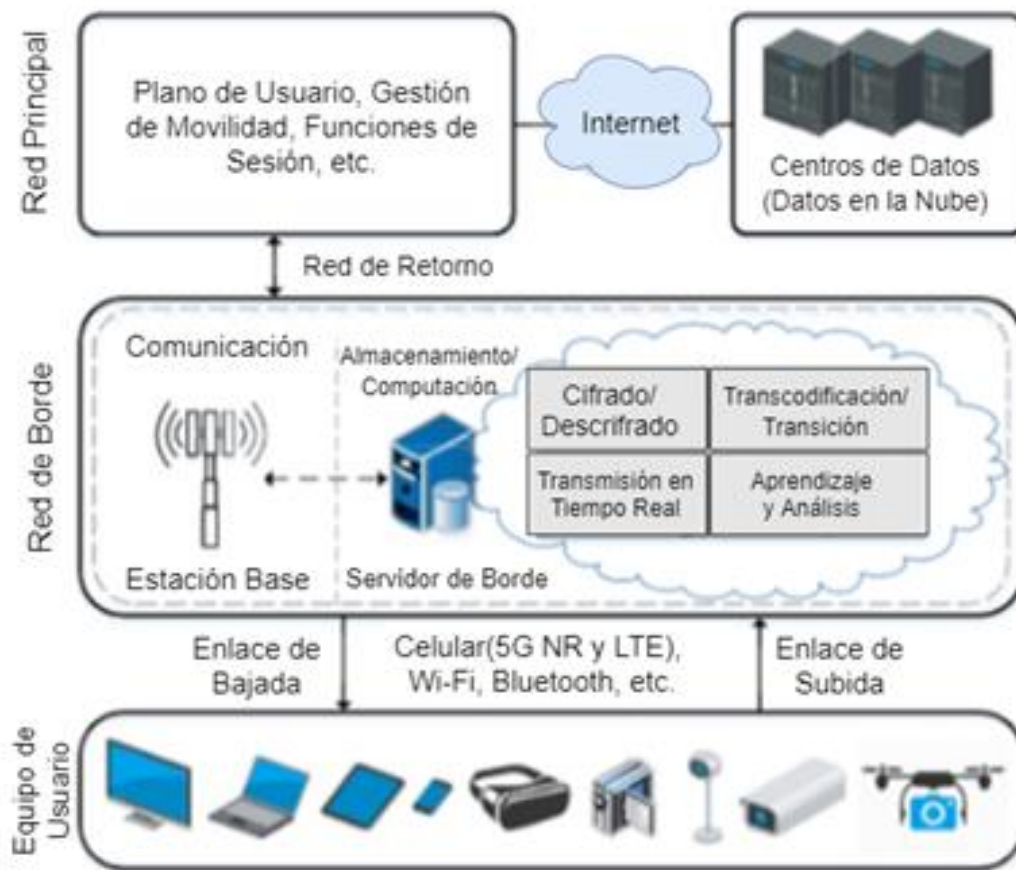 Red Principal
Plano de Usuario, Gestión
de Movilidad, Funciones de
Sesión, etc.
Internet
Centros de Datos
(Datos en la Nube)
Red de Retorno
Red de Borde
Comunicación
Estación Base
Almacenamiento/
Computación
Servidor de Borde
Cifrado/
Descrifrado
Transcodificación/
Transición
Transmisión en
Tiempo Real
Aprendizaje
y Análisis
Enlace de
Bajada
Celular(5G NR y LTE),
Wi-Fi, Bluetooth, etc.
Enlace de
Subida
Equipo de
Usuario